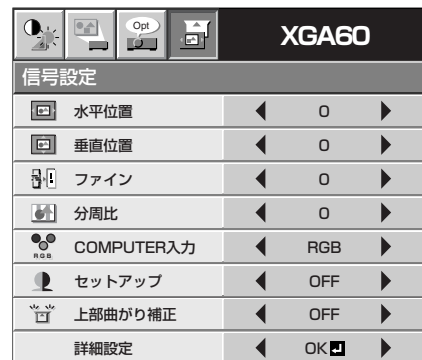 Opt
XGA60
信号設定
水平位置 0
垂直位置 0
ファイン 0
分周比 0
RGB COMPUTER入力 RGB
セットアップ OFF
上部曲がり補正 OFF
詳細設定 OK